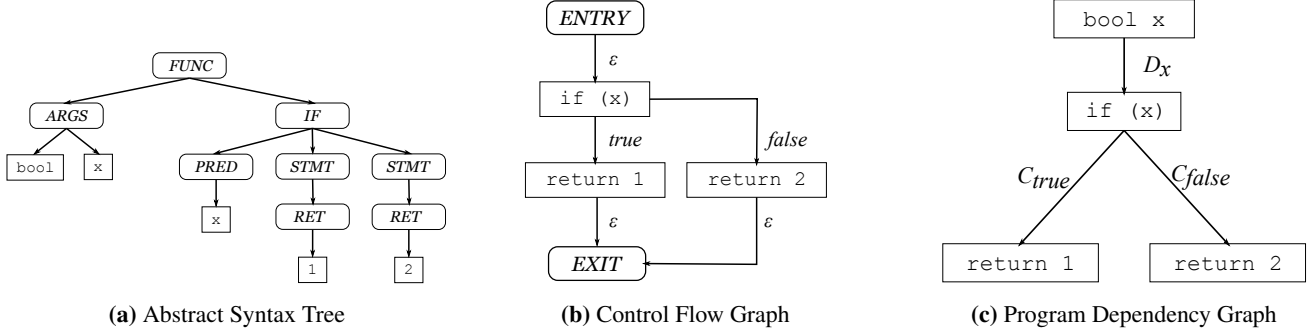 FUNC
ARGS
IF
bool
x
PRED
STMT
STMT
x
RET
RET
1
2
(a) Abstract Syntax Tree
ENTRY
ε
if (x)
true
false
return 1
return 2
ε
ε
EXIT
(b) Control Flow Graph
bool x
Dx
if (x)
Ctrue
Cfalse
return 1
return 2
(c) Program Dependency Graph